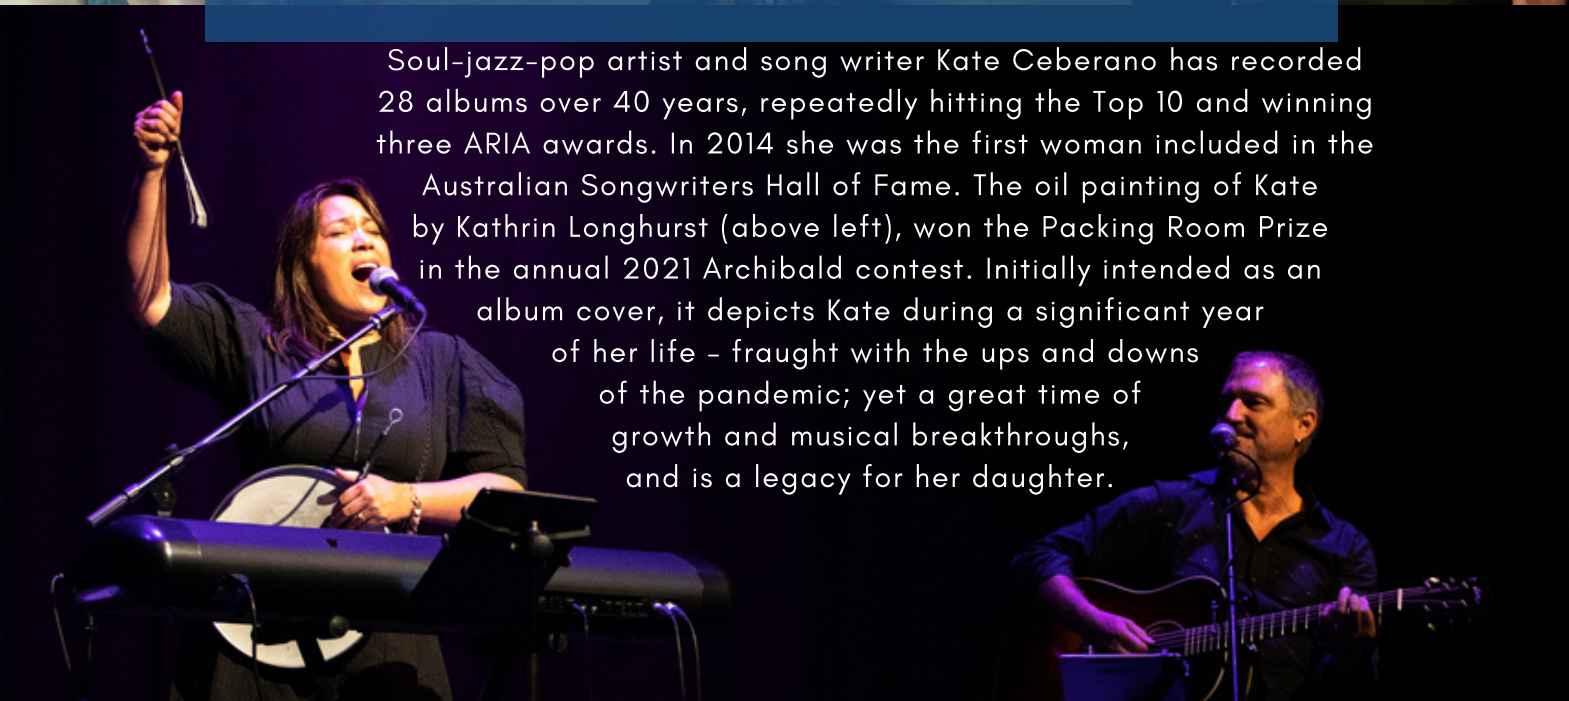 Soul-jazz-pop artist and song writer Kate Ceberano has recorded
28 albums over 40 years, repeatedly hitting the Top 10 and winning
three ARIA awards. In 2014 she was the first woman included in the
Australian Songwriters Hall of Fame. The oil painting of Kate
by Kathrin Longhurst (above left), won the Packing Room Prize
in the annual 2021 Archibald contest. Initially intended as an
album cover, it depicts Kate during a significant year
of her life – fraught with the ups and downs
of the pandemic; yet a great time of
growth and musical breakthroughs,
and is a legacy for her daughter.